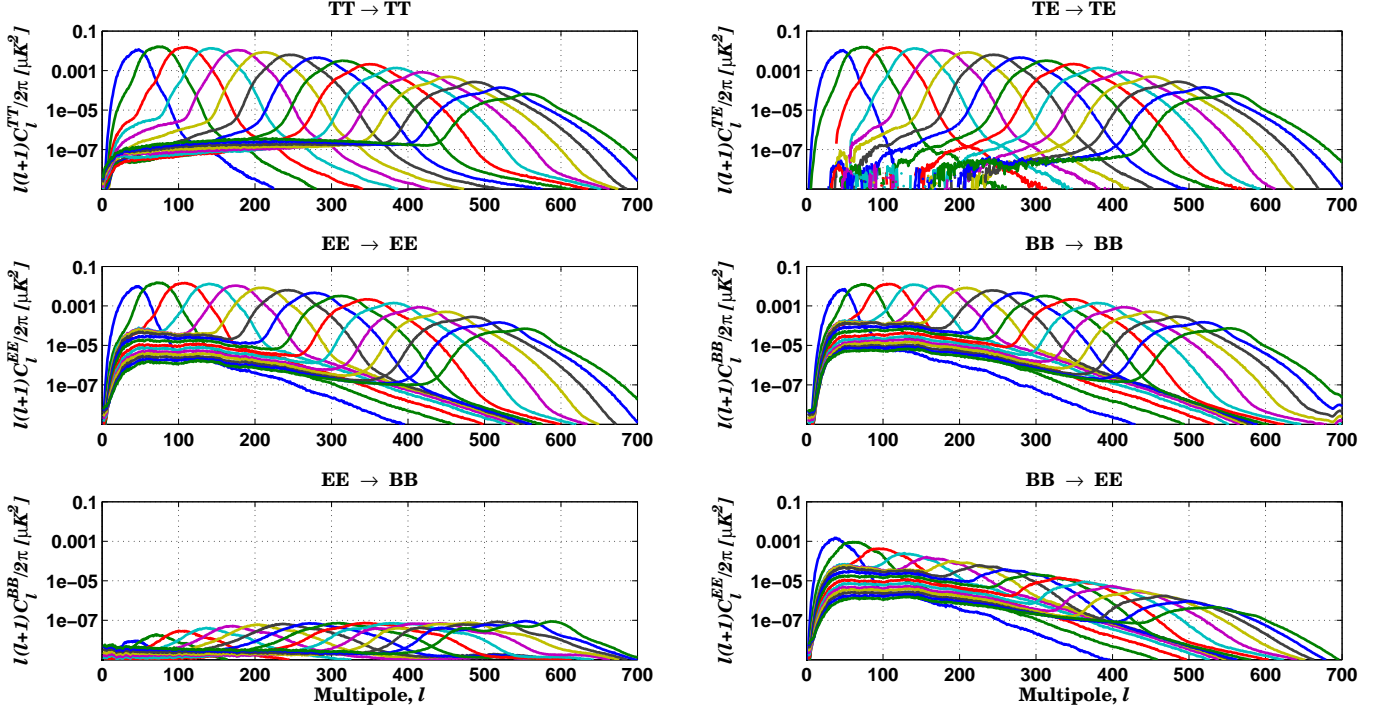 TT → TT
l(l+1)C_l^{TT}/2π [μK²]
0.1
0.001
1e−05
1e−07
0 100 200 300 400 500 600 700
TE → TE
l(l+1)C_l^{TE}/2π [μK²]
0.1
0.001
1e−05
1e−07
0 100 200 300 400 500 600 700
EE → EE
l(l+1)C_l^{EE}/2π [μK²]
0.1
0.001
1e−05
1e−07
0 100 200 300 400 500 600 700
BB → BB
l(l+1)C_l^{BB}/2π [μK²]
0.1
0.001
1e−05
1e−07
0 100 200 300 400 500 600 700
EE → BB
l(l+1)C_l^{BB}/2π [μK²]
0.1
0.001
1e−05
1e−07
0 100 200 300 400 500 600 700
Multipole, l
BB → EE
l(l+1)C_l^{EE}/2π [μK²]
0.1
0.001
1e−05
1e−07
0 100 200 300 400 500 600 700
Multipole, l